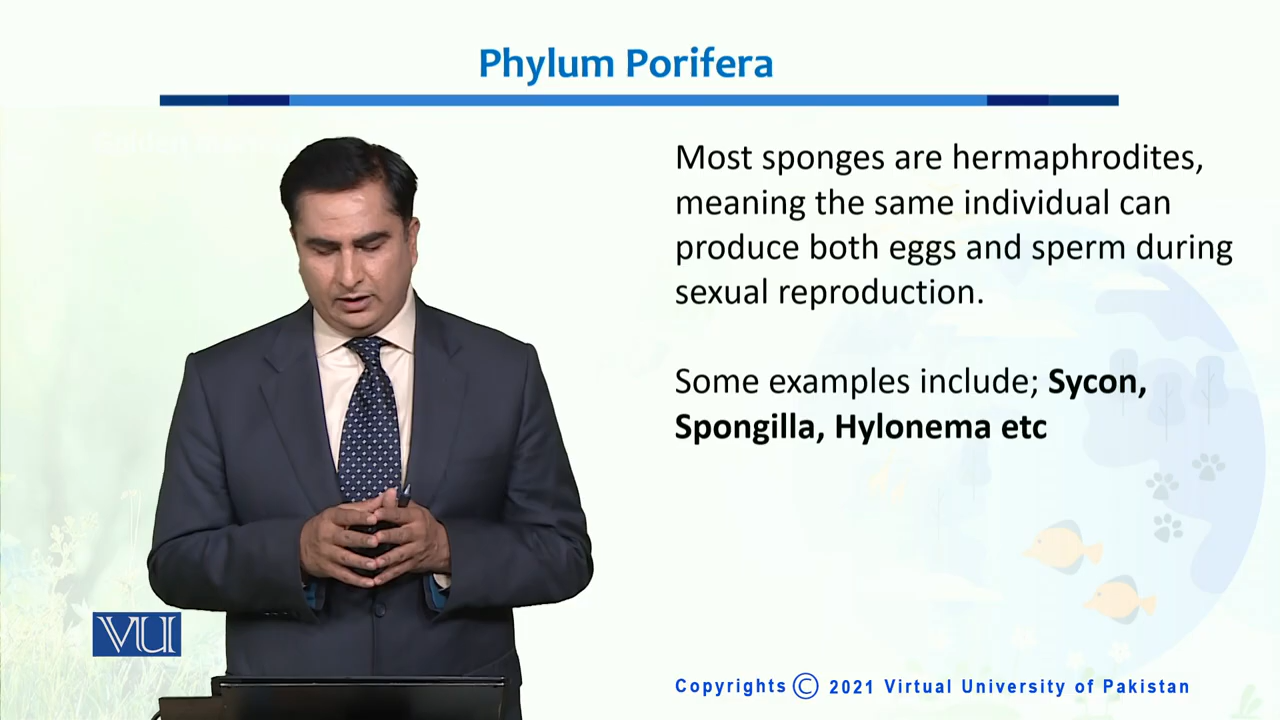 Phylum Porifera
Most sponges are hermaphrodites,
meaning the same individual can
produce both eggs and sperm during
sexual reproduction.
Some examples include; Sycon,
Spongilla, Hylonema etc
VU
Copyrights © 2021 Virtual University of Pakistan